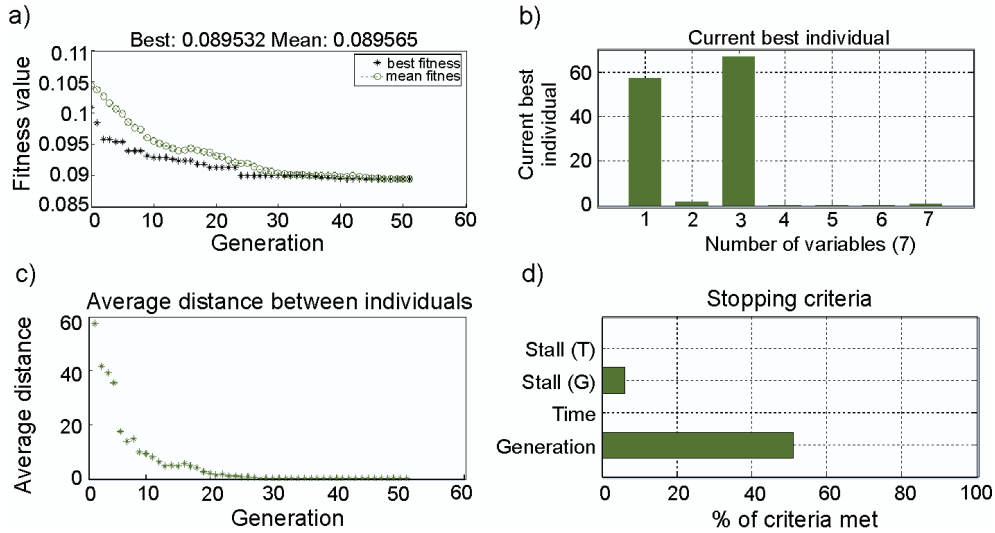 a)
Best: 0.089532 Mean: 0.089565
Fitness value
0.11
0.105
0.1
0.095
0.09
0.085
best fitness
mean fitnes
0 10 20 30 40 50 60
Generation
b)
Current best individual
Current best
individual
60
40
20
0
1 2 3 4 5 6 7
Number of variables (7)
c)
Average distance between individuals
Average distance
60
40
20
0
0 10 20 30 40 50 60
Generation
d)
Stopping criteria
Stall (T)
Stall (G)
Time
Generation
0 20 40 60 80 100
% of criteria met